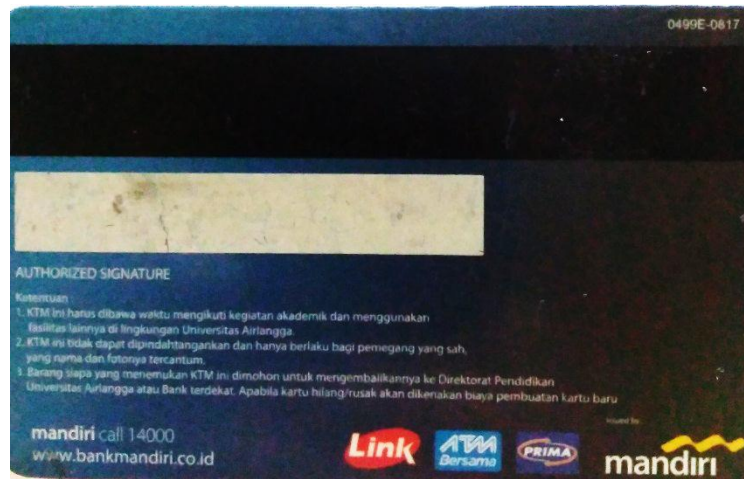 0499E-0817
AUTHORIZED SIGNATURE
Ketentuan :
1. KTM ini harus dibawa waktu mengikuti kegiatan akademik dan menggunakan
fasilitas lainnya di lingkungan Universitas Airlangga.
2. KTM ini tidak dapat dipindahtangankan dan hanya berlaku bagi pemegang yang sah,
yang nama dan fotonya tercantum.
3. Barang siapa yang menemukan KTM ini dimohon untuk mengembalikannya ke Direktorat Pendidikan
Universitas Airlangga atau Bank terdekat. Apabila kartu hilang/rusak akan dikenakan biaya pembuatan kartu baru
issued by:
mandiri call 14000
www.bankmandiri.co.id
Link
ATM
Bersama
PRIMA
mandiri